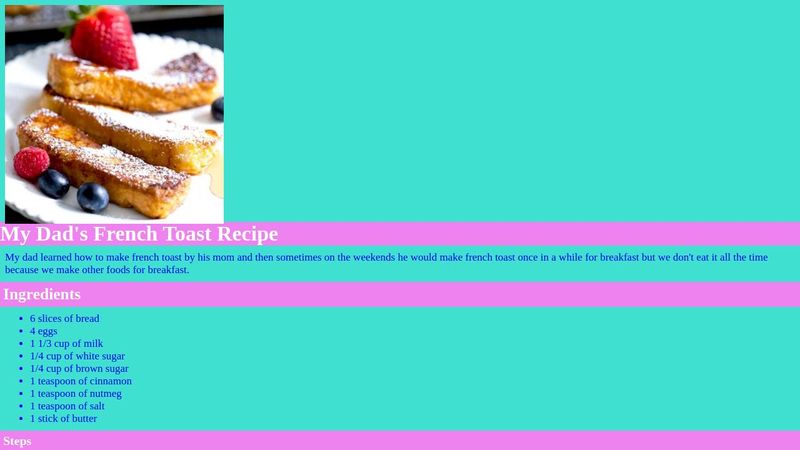 My Dad's French Toast Recipe
My dad learned how to make french toast by his mom and then sometimes on the weekends he would make french toast once in a while for breakfast but we don't eat it all the time
because we make other foods for breakfast.
Ingredients
6 slices of bread
4 eggs
1 1/3 cup of milk
1/4 cup of white sugar
1/4 cup of brown sugar
1 teaspoon of cinnamon
1 teaspoon of nutmeg
1 teaspoon of salt
1 stick of butter
Steps